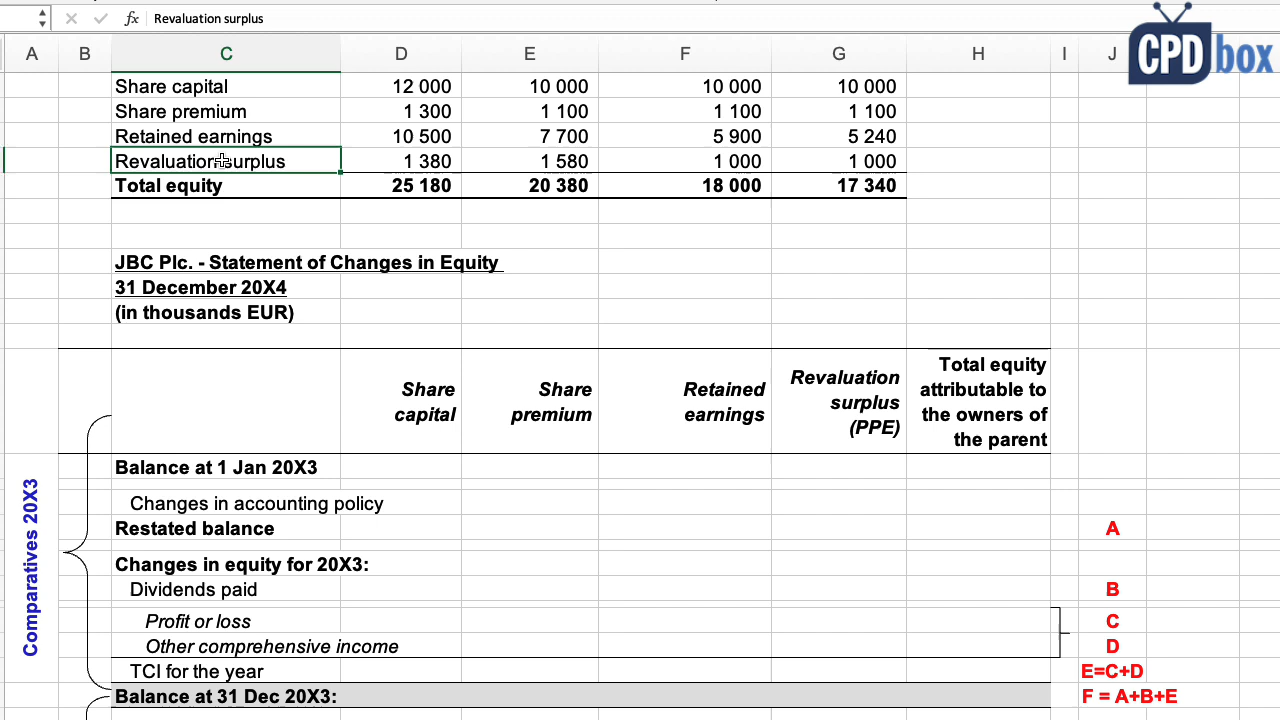 fx Revaluation surplus
CPD box
A B C D E F G H I J
Share capital 12 000 10 000 10 000 10 000
Share premium 1 300 1 100 1 100 1 100
Retained earnings 10 500 7 700 5 900 5 240
Revaluation surplus 1 380 1 580 1 000 1 000
Total equity 25 180 20 380 18 000 17 340
JBC Plc. - Statement of Changes in Equity
31 December 20X4
(in thousands EUR)
Share capital
Share premium
Retained earnings
Revaluation surplus (PPE)
Total equity attributable to the owners of the parent
Comparatives 20X3
Balance at 1 Jan 20X3
Changes in accounting policy
Restated balance A
Changes in equity for 20X3:
Dividends paid B
Profit or loss C
Other comprehensive income D
TCI for the year E=C+D
Balance at 31 Dec 20X3: F = A+B+E